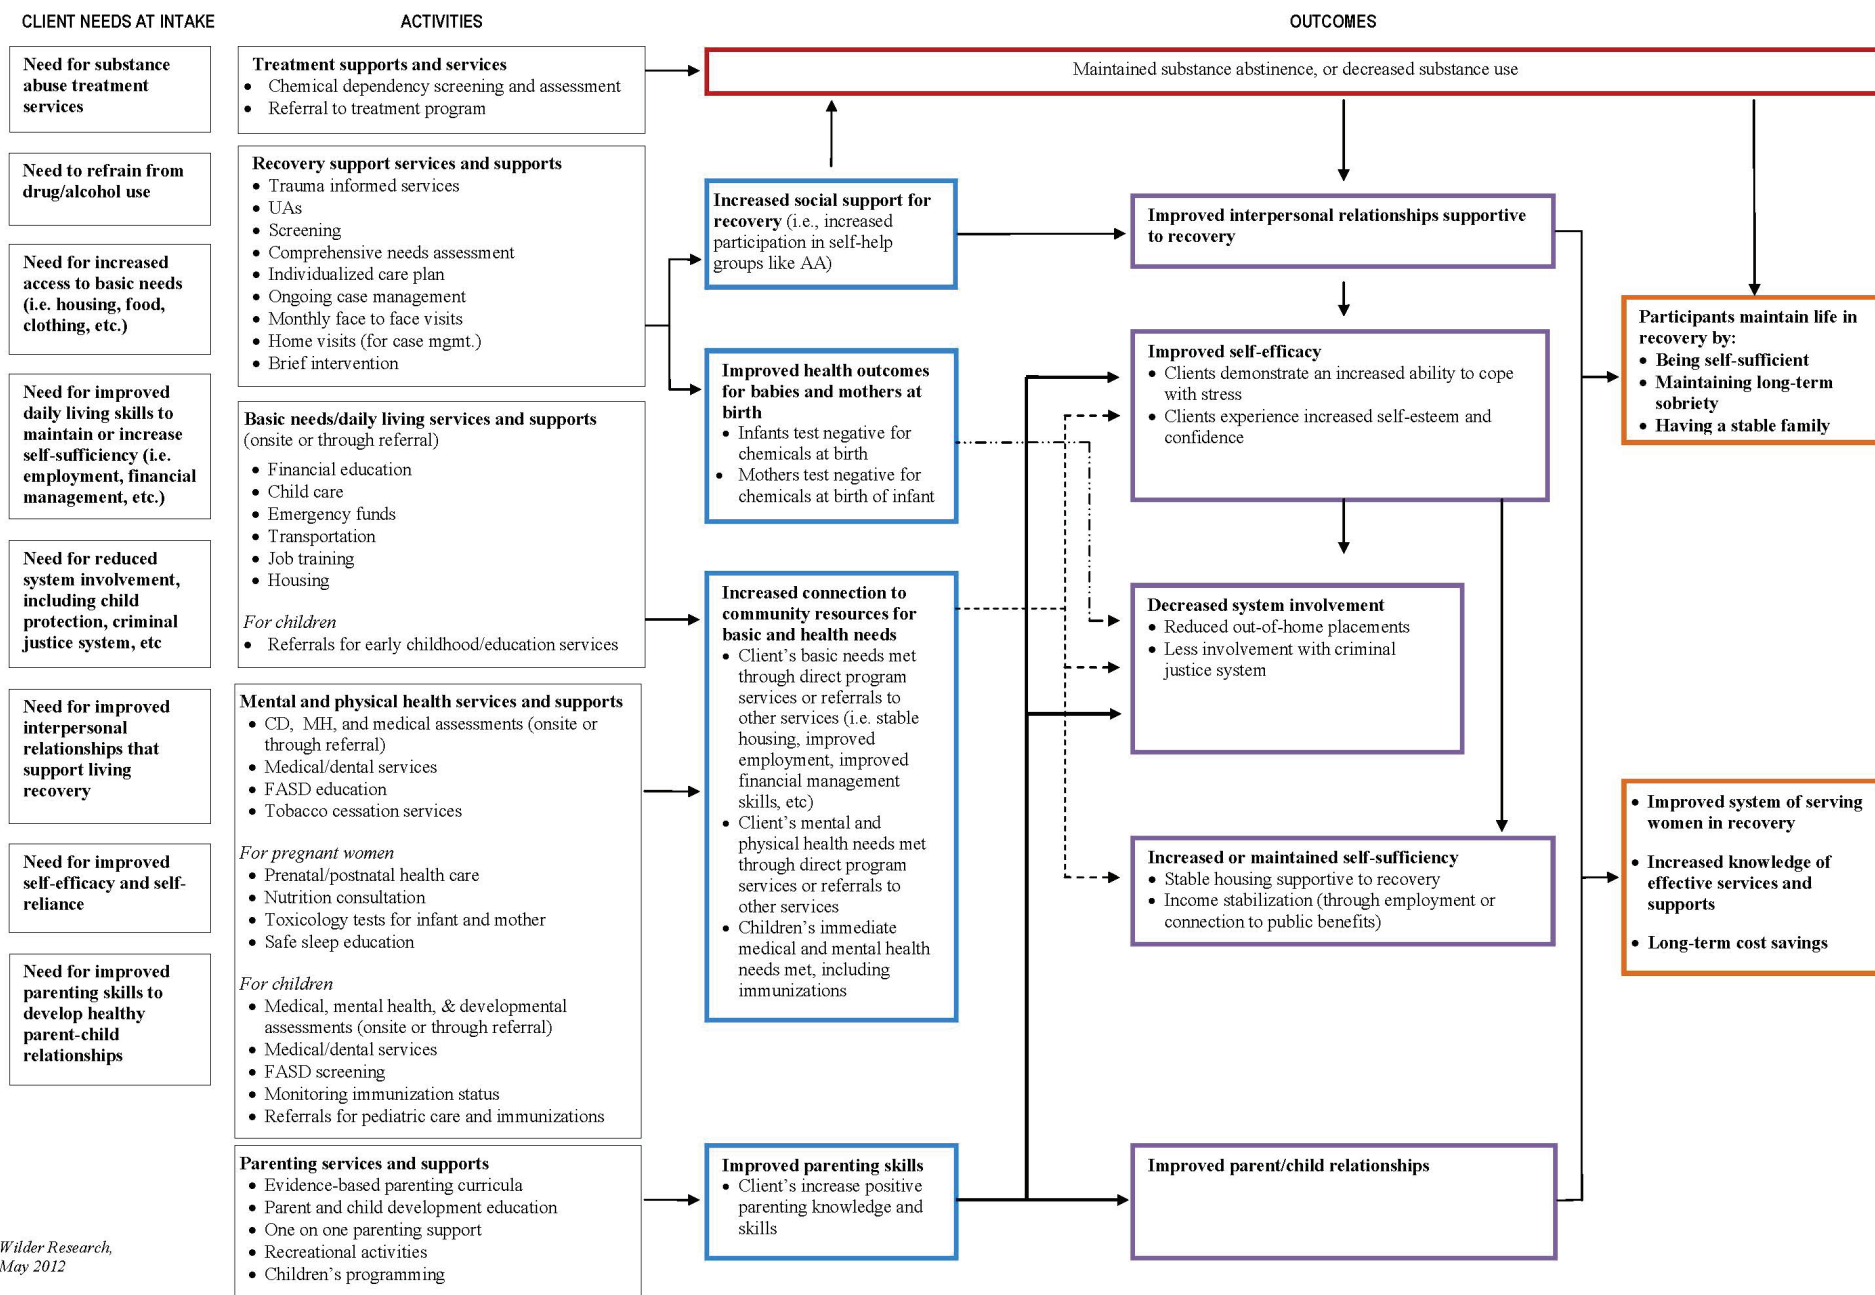 CLIENT NEEDS AT INTAKE
ACTIVITIES
OUTCOMES
Need for substance
abuse treatment
services
Need to refrain from
drug/alcohol use
Need for increased
access to basic needs
(i.e. housing, food,
clothing, etc.)
Need for improved
daily living skills to
maintain or increase
self-sufficiency (i.e.
employment, financial
management, etc.)
Need for reduced
system involvement,
including child
protection, criminal
justice system, etc
Need for improved
interpersonal
relationships that
support living
recovery
Need for improved
self-efficacy and self-
reliance
Need for improved
parenting skills to
develop healthy
parent-child
relationships
Treatment supports and services
• Chemical dependency screening and assessment
• Referral to treatment program
Recovery support services and supports
• Trauma informed services
• UAs
• Screening
• Comprehensive needs assessment
• Individualized care plan
• Ongoing case management
• Monthly face to face visits
• Home visits (for case mgmt.)
• Brief intervention
Basic needs/daily living services and supports
(onsite or through referral)
• Financial education
• Child care
• Emergency funds
• Transportation
• Job training
• Housing
For children
• Referrals for early childhood/education services
Mental and physical health services and supports
• CD, MH, and medical assessments (onsite or
through referral)
• Medical/dental services
• FASD education
• Tobacco cessation services
For pregnant women
• Prenatal/postnatal health care
• Nutrition consultation
• Toxicology tests for infant and mother
• Safe sleep education
For children
• Medical, mental health, & developmental
assessments (onsite or through referral)
• Medical/dental services
• FASD screening
• Monitoring immunization status
• Referrals for pediatric care and immunizations
Parenting services and supports
• Evidence-based parenting curricula
• Parent and child development education
• One on one parenting support
• Recreational activities
• Children's programming
Maintained substance abstinence, or decreased substance use
Increased social support for
recovery (i.e., increased
participation in self-help
groups like AA)
Improved health outcomes
for babies and mothers at
birth
• Infants test negative for
chemicals at birth
• Mothers test negative for
chemicals at birth of infant
Increased connection to
community resources for
basic and health needs
• Client's basic needs met
through direct program
services or referrals to
other services (i.e. stable
housing, improved
employment, improved
financial management
skills, etc)
• Client's mental and
physical health needs met
through direct program
services or referrals to
other services
• Children's immediate
medical and mental health
needs met, including
immunizations
Improved parenting skills
• Client's increase positive
parenting knowledge and
skills
Improved interpersonal relationships supportive
to recovery
Improved self-efficacy
• Clients demonstrate an increased ability to cope
with stress
• Clients experience increased self-esteem and
confidence
Decreased system involvement
• Reduced out-of-home placements
• Less involvement with criminal
justice system
Increased or maintained self-sufficiency
• Stable housing supportive to recovery
• Income stabilization (through employment or
connection to public benefits)
Improved parent/child relationships
Participants maintain life in
recovery by:
• Being self-sufficient
• Maintaining long-term
sobriety
• Having a stable family
• Improved system of serving
women in recovery
• Increased knowledge of
effective services and
supports
• Long-term cost savings
Wilder Research,
May 2012